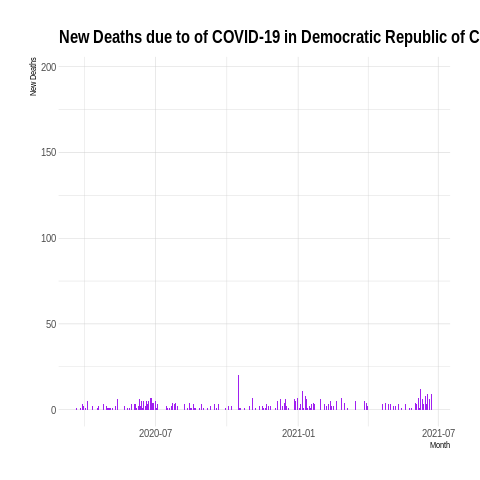 New Deaths due to of COVID-19 in Democratic Republic of C
New Deaths
200
150
100
50
0
2020-07
2021-01
2021-07
Month